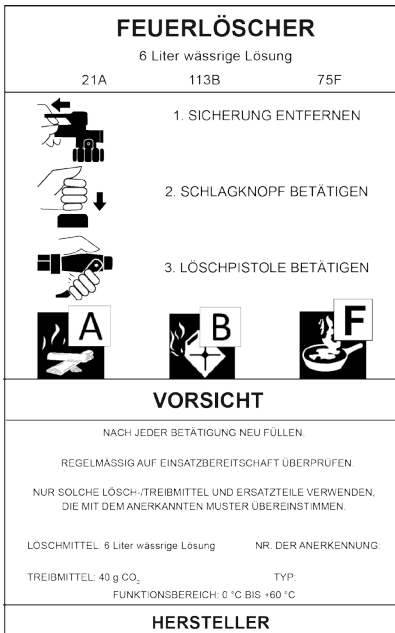 FEUERLÖSCHER
6 Liter wässrige Lösung
21A 113B 75F
1. SICHERUNG ENTFERNEN
2. SCHLAGKNOPF BETÄTIGEN
3. LÖSCHPISTOLE BETÄTIGEN
A B F
VORSICHT
NACH JEDER BETÄTIGUNG NEU FÜLLEN.
REGELMÄSSIG AUF EINSATZBEREITSCHAFT ÜBERPRÜFEN.
NUR SOLCHE LÖSCH-/TREIBMITTEL UND ERSATZTEILE VERWENDEN,
DIE MIT DEM ANERKANNTEN MUSTER ÜBEREINSTIMMEN.
LÖSCHMITTEL: 6 Liter wässrige Lösung NR. DER ANERKENNUNG:
TREIBMITTEL: 40 g CO₂ TYP:
FUNKTIONSBEREICH: 0 °C BIS +60 °C
HERSTELLER